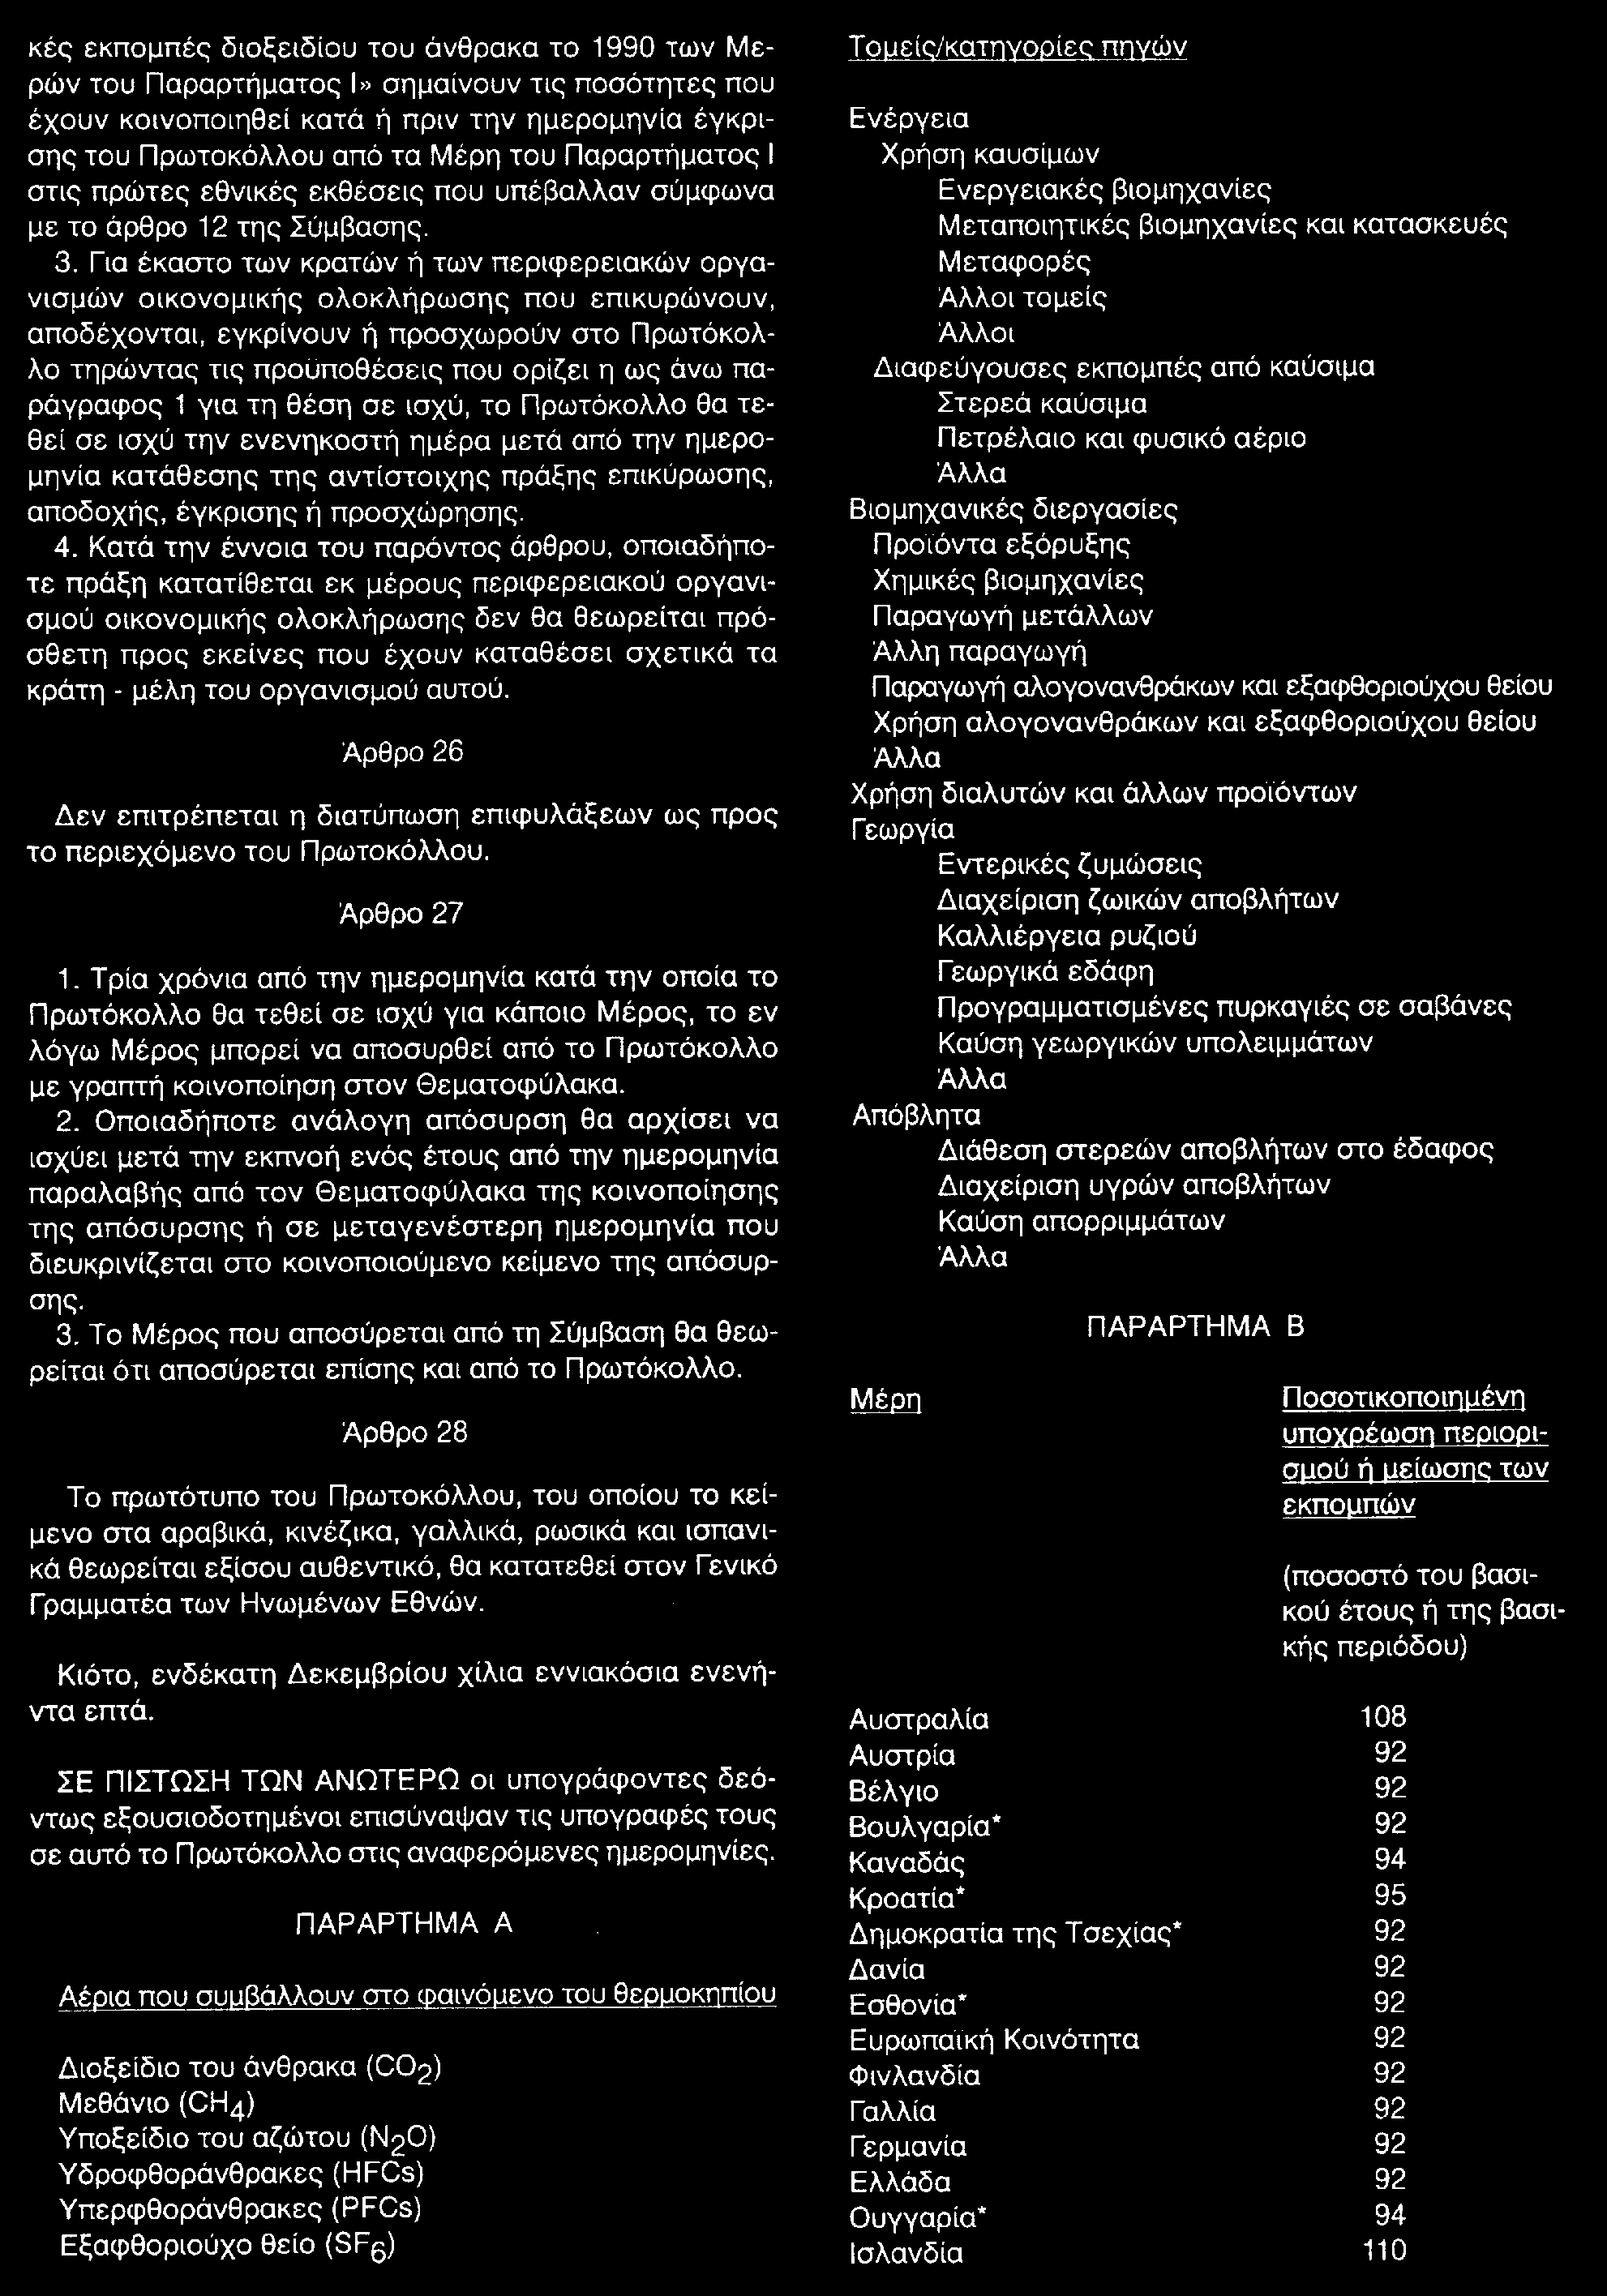 κές εκπομπές διοξειδίου του άνθρακα το 1990 των Με-
ρών του Παραρτήματος Ι» σημαίνουν τις ποσότητες που
έχουν κοινοποιηθεί κατά ή πριν την ημερομηνία έγκρι-
σης του Πρωτοκόλλου από τα Μέρη του Παραρτήματος Ι
στις πρώτες εθνικές εκθέσεις που υπέβαλλαν σύμφωνα
με το άρθρο 12 της Σύμβασης.
3. Για έκαστο των κρατών ή των περιφερειακών οργα-
νισμών οικονομικής ολοκλήρωσης που επικυρώνουν,
αποδέχονται, εγκρίνουν ή προσχωρούν στο Πρωτόκολ-
λο τηρώντας τις προϋποθέσεις που ορίζει η ως άνω πα-
ράγραφος 1 για τη θέση σε ισχύ, το Πρωτόκολλο θα τε-
θεί σε ισχύ την ενενηκοστή ημέρα μετά από την ημερο-
μηνία κατάθεσης της αντίστοιχης πράξης επικύρωσης,
αποδοχής, έγκρισης ή προσχώρησης.
4. Κατά την έννοια του παρόντος άρθρου, οποιαδήπο-
τε πράξη κατατίθεται εκ μέρους περιφερειακού οργανι-
σμού οικονομικής ολοκλήρωσης δεν θα θεωρείται πρό-
σθετη προς εκείνες που έχουν καταθέσει σχετικά τα
κράτη - μέλη του οργανισμού αυτού.
Άρθρο 26
Δεν επιτρέπεται η διατύπωση επιφυλάξεων ως προς
το περιεχόμενο του Πρωτοκόλλου.
Άρθρο 27
1. Τρία χρόνια από την ημερομηνία κατά την οποία το
Πρωτόκολλο θα τεθεί σε ισχύ για κάποιο Μέρος, το εν
λόγω Μέρος μπορεί να αποσυρθεί από το Πρωτόκολλο
με γραπτή κοινοποίηση στον Θεματοφύλακα.
2. Οποιαδήποτε ανάλογη απόσυρση θα αρχίσει να
ισχύει μετά την εκπνοή ενός έτους από την ημερομηνία
παραλαβής από τον Θεματοφύλακα της κοινοποίησης
της απόσυρσης ή σε μεταγενέστερη ημερομηνία που
διευκρινίζεται στο κοινοποιούμενο κείμενο της απόσυρ-
σης.
3. Το Μέρος που αποσύρεται από τη Σύμβαση θα θεω-
ρείται ότι αποσύρεται επίσης και από το Πρωτόκολλο.
Άρθρο 28
Το πρωτότυπο του Πρωτοκόλλου, του οποίου το κεί-
μενο στα αραβικά, κινέζικα, γαλλικά, ρωσικά και ισπανι-
κά θεωρείται εξίσου αυθεντικό, θα κατατεθεί στον Γενικό
Γραμματέα των Ηνωμένων Εθνών.
Κιότο, ενδέκατη Δεκεμβρίου χίλια εννιακόσια ενενή-
ντα επτά.
ΣΕ ΠΙΣΤΩΣΗ ΤΩΝ ΑΝΩΤΕΡΩ οι υπογράφοντες δεό-
ντως εξουσιοδοτημένοι επισύναψαν τις υπογραφές τους
σε αυτό το Πρωτόκολλο στις αναφερόμενες ημερομηνίες.
ΠΑΡΑΡΤΗΜΑ Α
Αέρια που συμβάλλουν στο φαινόμενο του θερμοκηπίου
Διοξείδιο του άνθρακα (CO2)
Μεθάνιο (CH4)
Υποξείδιο του αζώτου (N2O)
Υδροφθοράνθρακες (HFCs)
Υπερφθοράνθρακες (PFCs)
Εξαφθοριούχο θείο (SF6)
Τομείς/κατηγορίες πηγών
Ενέργεια
Χρήση καυσίμων
Ενεργειακές βιομηχανίες
Μεταποιητικές βιομηχανίες και κατασκευές
Μεταφορές
Άλλοι τομείς
Άλλοι
Διαφεύγουσες εκπομπές από καύσιμα
Στερεά καύσιμα
Πετρέλαιο και φυσικό αέριο
Άλλα
Βιομηχανικές διεργασίες
Προϊόντα εξόρυξης
Χημικές βιομηχανίες
Παραγωγή μετάλλων
Άλλη παραγωγή
Παραγωγή αλογονανθράκων και εξαφθοριούχου θείου
Χρήση αλογονανθράκων και εξαφθοριούχου θείου
Άλλα
Χρήση διαλυτών και άλλων προϊόντων
Γεωργία
Εντερικές ζυμώσεις
Διαχείριση ζωικών αποβλήτων
Καλλιέργεια ρυζιού
Γεωργικά εδάφη
Προγραμματισμένες πυρκαγιές σε σαβάνες
Καύση γεωργικών υπολειμμάτων
Άλλα
Απόβλητα
Διάθεση στερεών αποβλήτων στο έδαφος
Διαχείριση υγρών αποβλήτων
Καύση απορριμμάτων
Άλλα
ΠΑΡΑΡΤΗΜΑ Β
Μέρη Ποσοτικοποιημένη
υποχρέωση περιορι-
σμού ή μείωσης των
εκπομπών
(ποσοστό του βασι-
κού έτους ή της βασι-
κής περιόδου)
Αυστραλία 108
Αυστρία 92
Βέλγιο 92
Βουλγαρία* 92
Καναδάς 94
Κροατία* 95
Δημοκρατία της Τσεχίας* 92
Δανία 92
Εσθονία* 92
Ευρωπαϊκή Κοινότητα 92
Φινλανδία 92
Γαλλία 92
Γερμανία 92
Ελλάδα 92
Ουγγαρία* 94
Ισλανδία 110